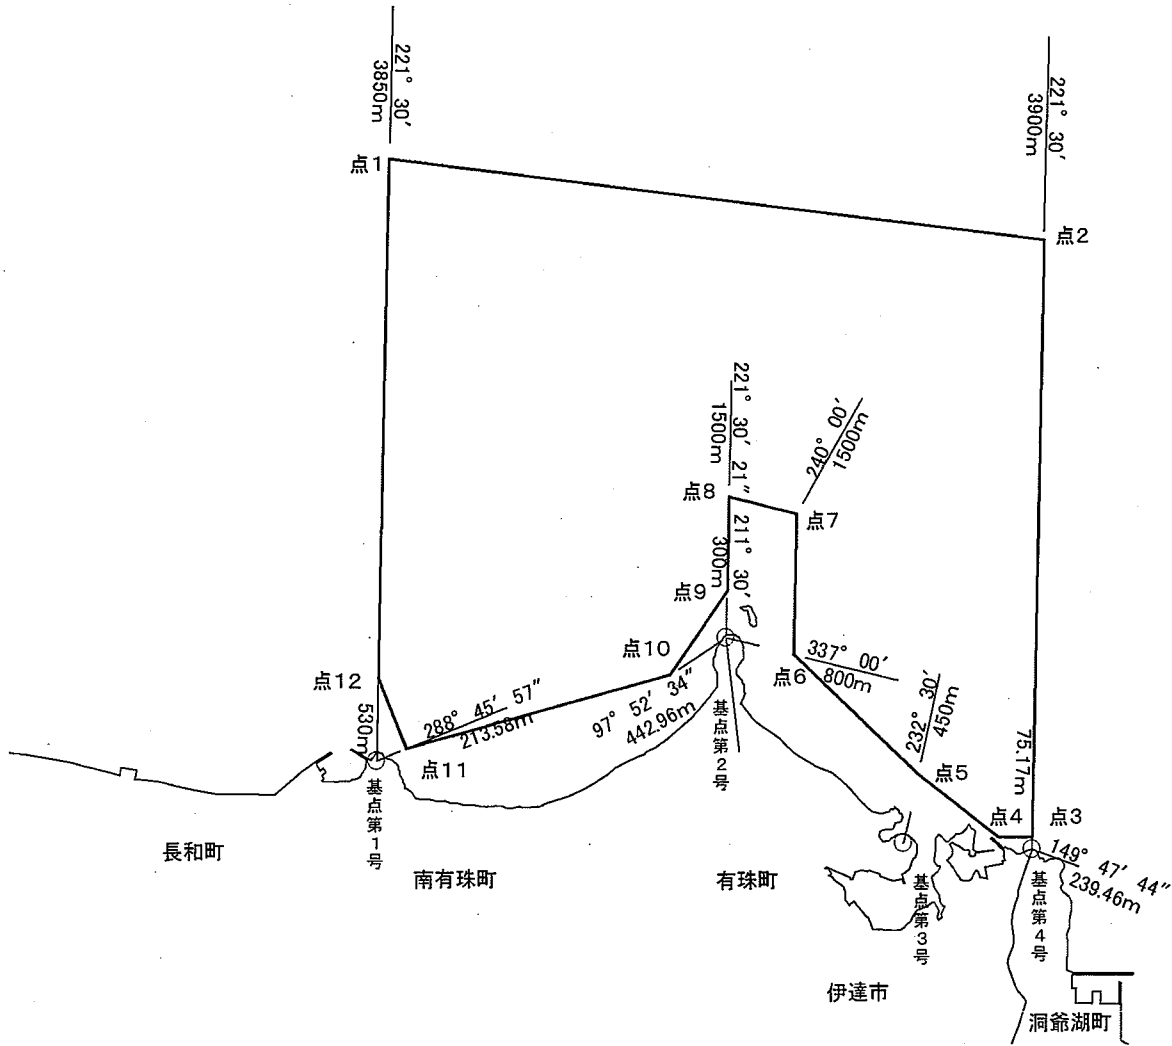 221° 30′
3850m
221° 30′
3900m
点1
点2
221° 30′ 21″
1500m
240° 00′
1500m
点8
点7
211° 30′
300m
点9
点10
337° 00′
800m
点6
点12
288° 45′ 57″
213.58m
97° 52′ 34″
442.96m
232° 30′
450m
530m
基点第2号
75.17m
点11
点5
基点第1号
点4
点3
149° 47′ 44″
239.46m
長和町
南有珠町
有珠町
基点第3号
基点第4号
伊達市
洞爺湖町